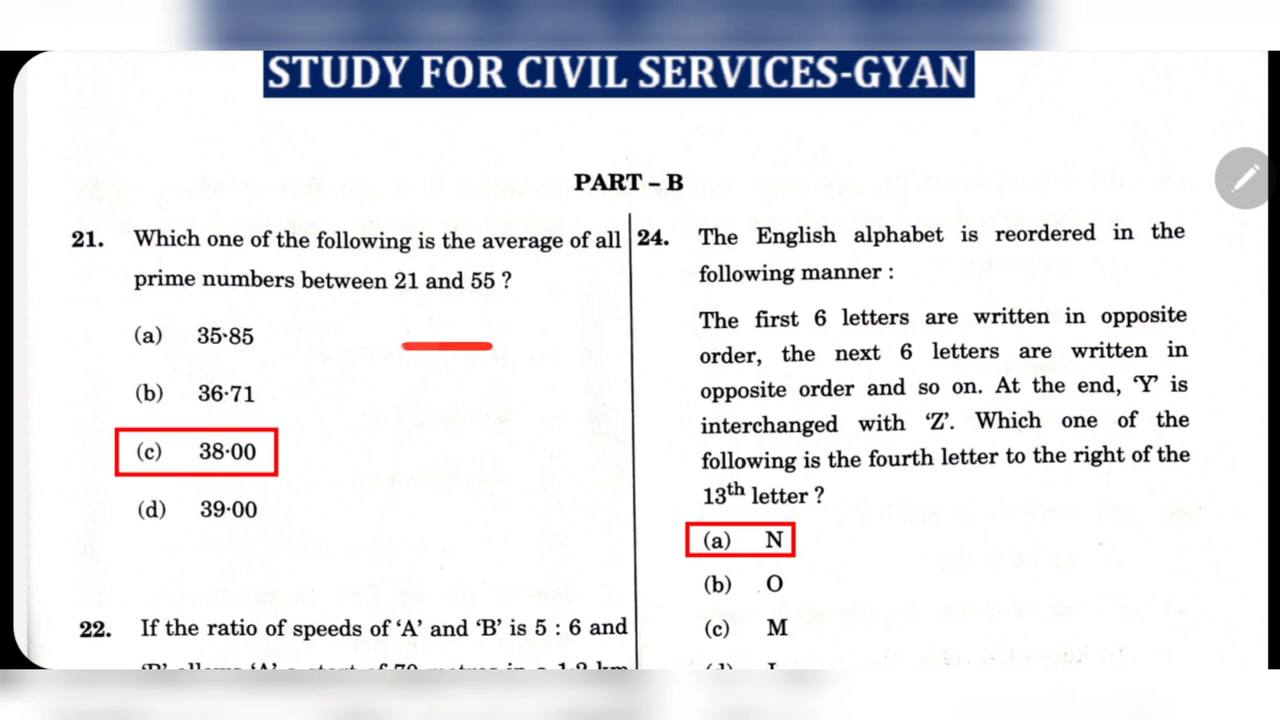 STUDY FOR CIVIL SERVICES-GYAN
PART – B
21. Which one of the following is the average of all
prime numbers between 21 and 55 ?
(a) 35·85
(b) 36·71
(c) 38·00
(d) 39·00
22. If the ratio of speeds of ‘A’ and ‘B’ is 5 : 6 and
24. The English alphabet is reordered in the
following manner :
The first 6 letters are written in opposite
order, the next 6 letters are written in
opposite order and so on. At the end, ‘Y’ is
interchanged with ‘Z’. Which one of the
following is the fourth letter to the right of the
13th letter ?
(a) N
(b) O
(c) M